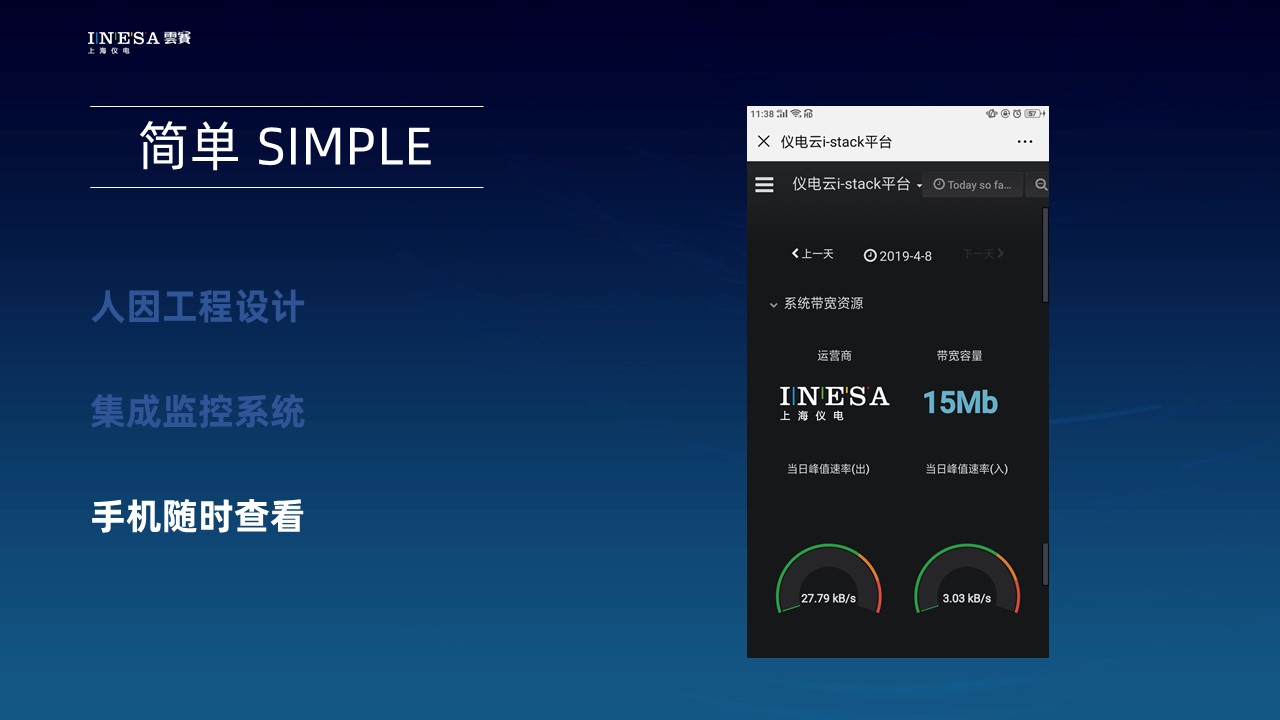 INESA 雲賽
上海仪电
简单 SIMPLE
人因工程设计
集成监控系统
手机随时查看
11:38
57
仪电云i-stack平台
仪电云i-stack平台
Today so fa...
上一天
2019-4-8
下一天
系统带宽资源
运营商
带宽容量
INESA
上海仪电
15Mb
当日峰值速率(出)
当日峰值速率(入)
27.79 kB/s
3.03 kB/s